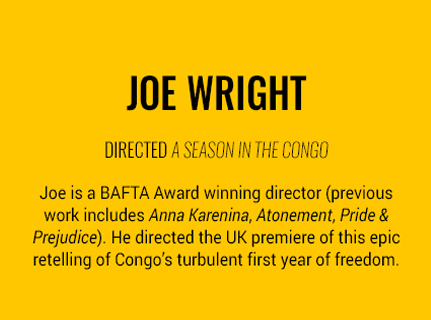 JOE WRIGHT
DIRECTED A SEASON IN THE CONGO
Joe is a BAFTA Award winning director (previous
work includes Anna Karenina, Atonement, Pride &
Prejudice). He directed the UK premiere of this epic
retelling of Congo’s turbulent first year of freedom.